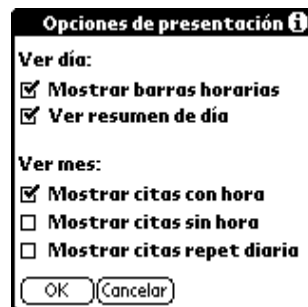 Opciones de presentación
Ver día:
Mostrar barras horarias
Ver resumen de día
Ver mes:
Mostrar citas con hora
Mostrar citas sin hora
Mostrar citas repet diaria
OK Cancelar